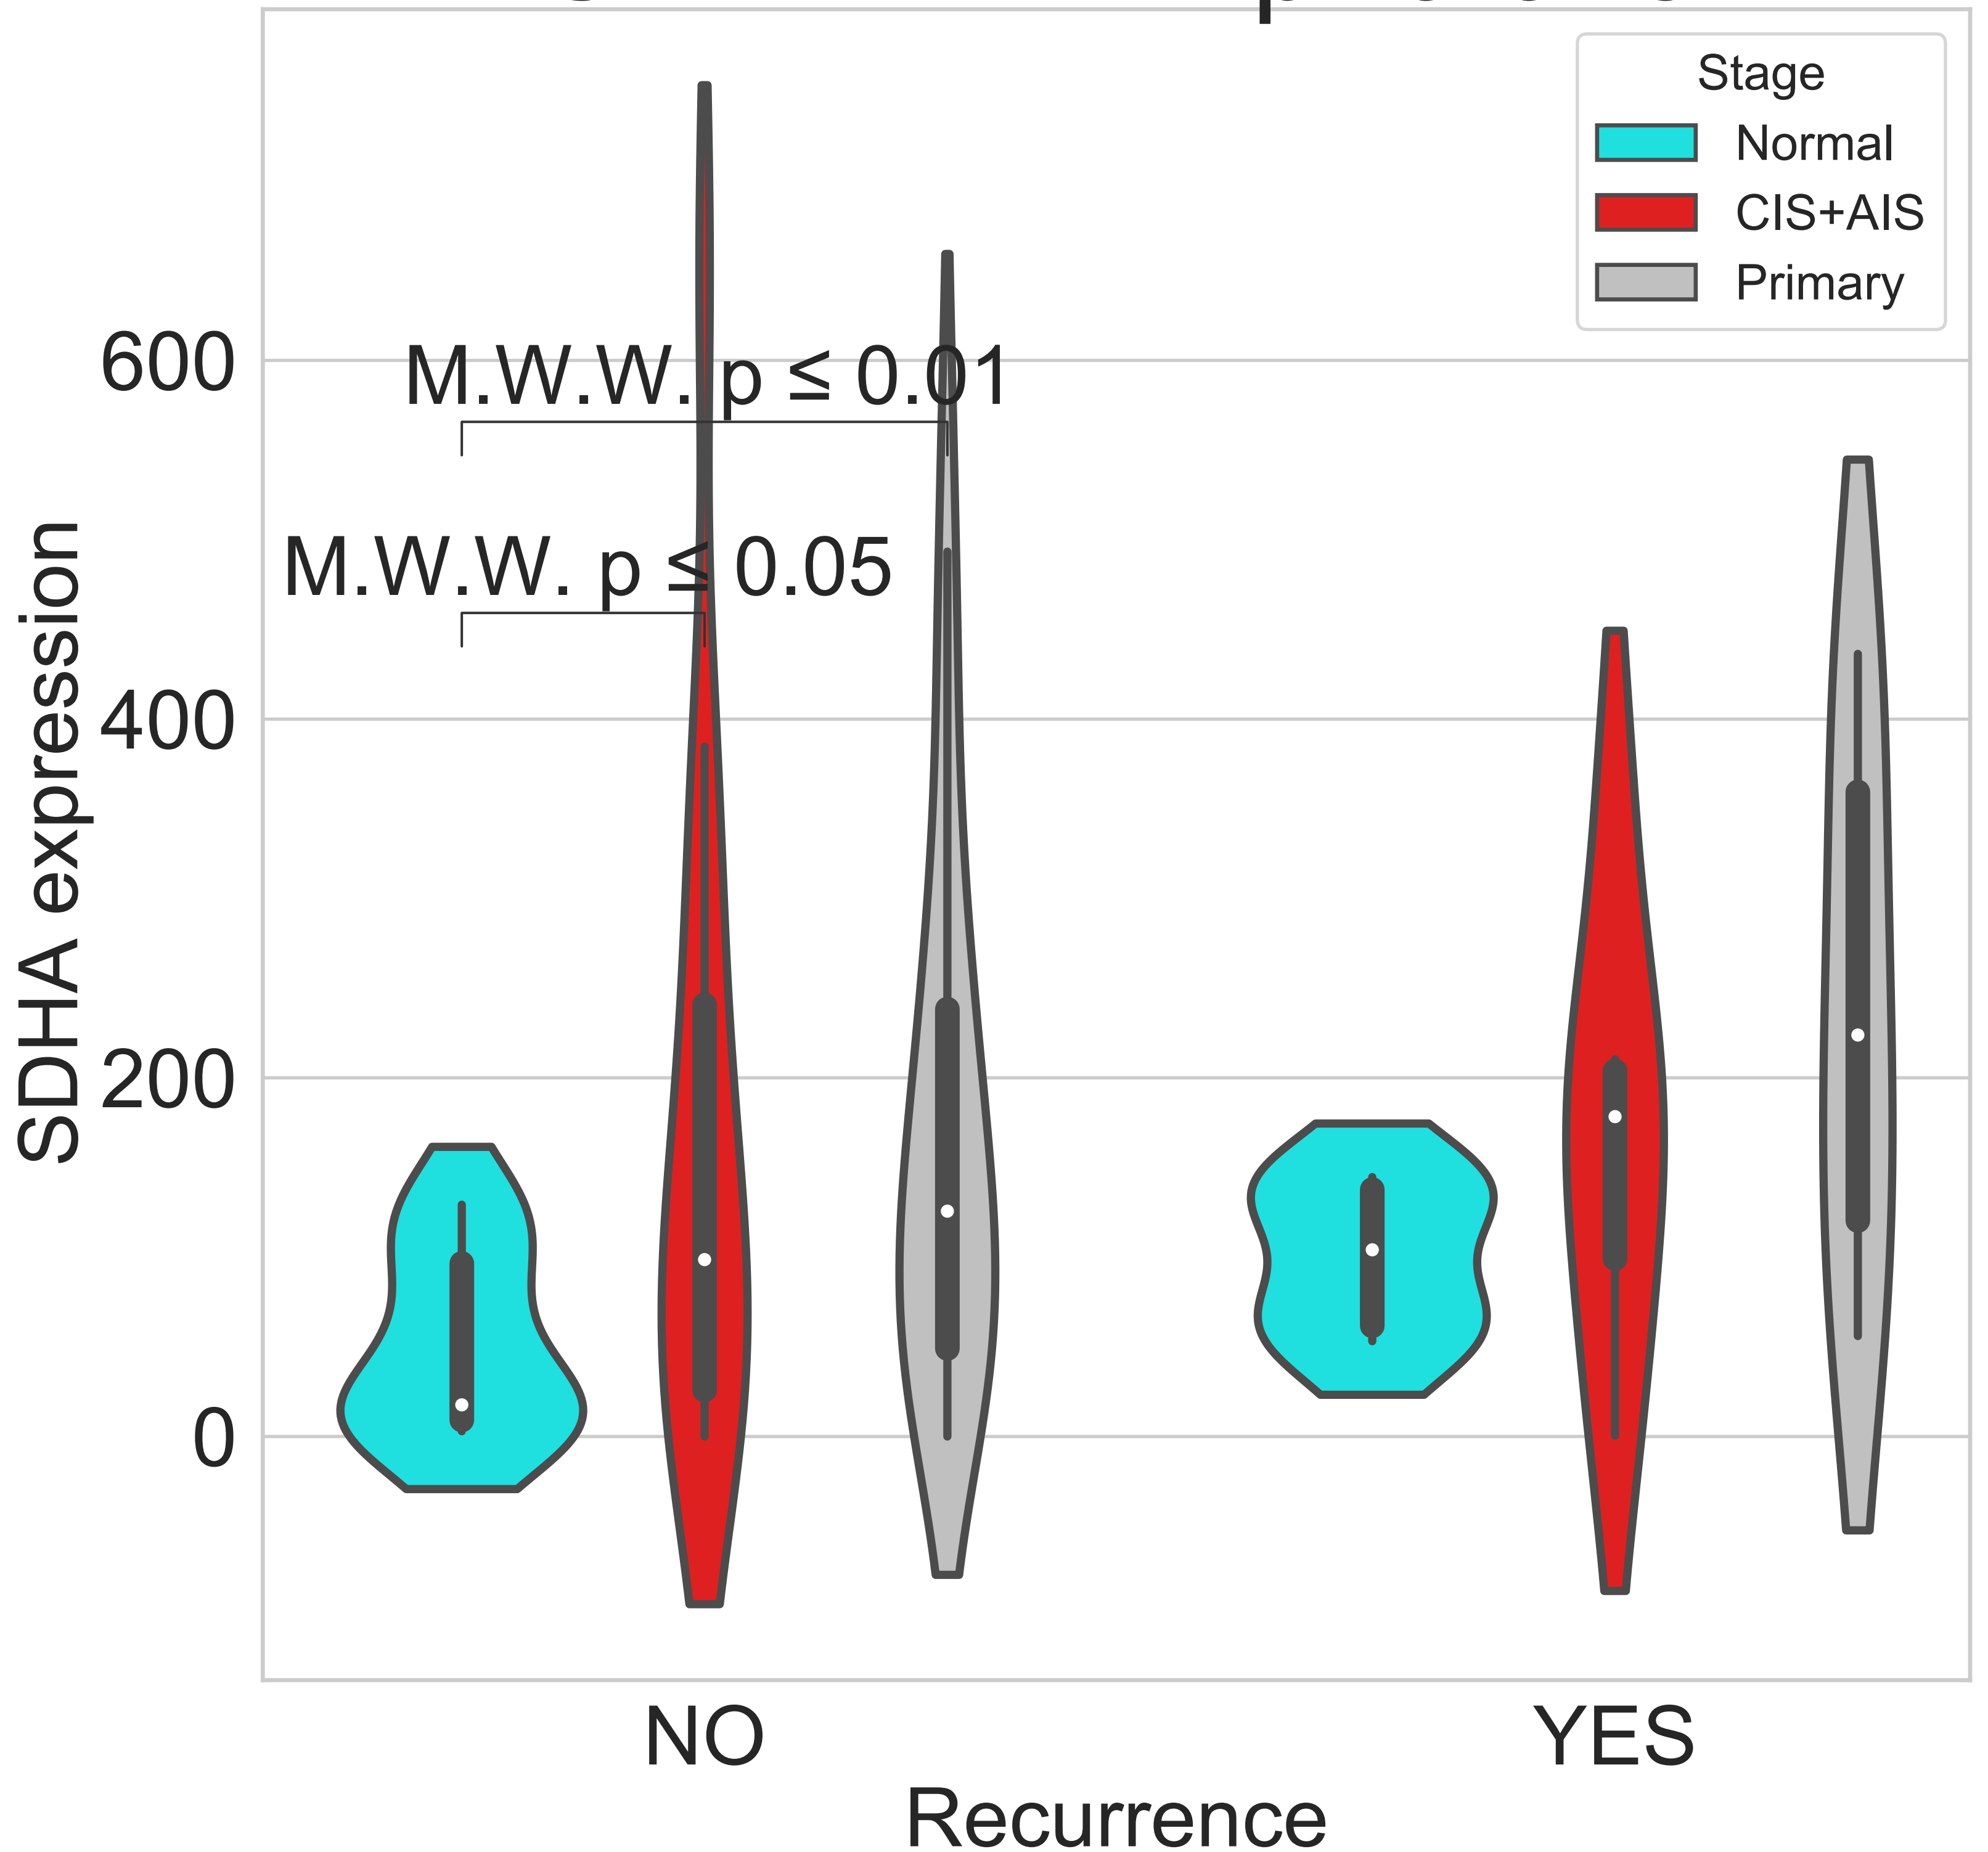 Stage
Normal
CIS+AIS
Primary
M.W.W. p ≤ 0.01
M.W.W. p ≤ 0.05
SDHA expression
600
400
200
0
NO
YES
Recurrence